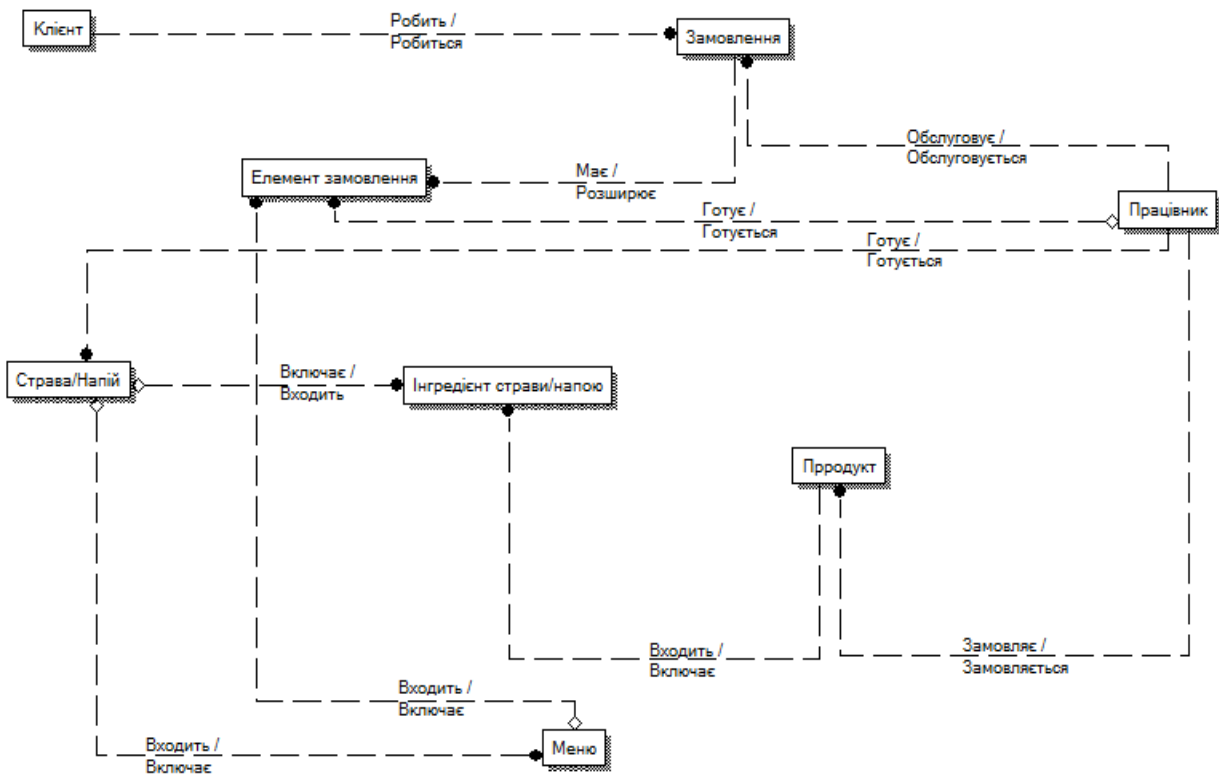 Клієнт
Робить /
Робиться
Замовлення
Обслуговує /
Обслуговується
Елемент замовлення
Має /
Розширює
Готує /
Готується
Працівник
Готує /
Готується
Страва/Напій
Включає /
Входить
Інгредієнт страви/напою
Прродукт
Входить /
Включає
Замовляє /
Замовляється
Входить /
Включає
Входить /
Включає
Меню